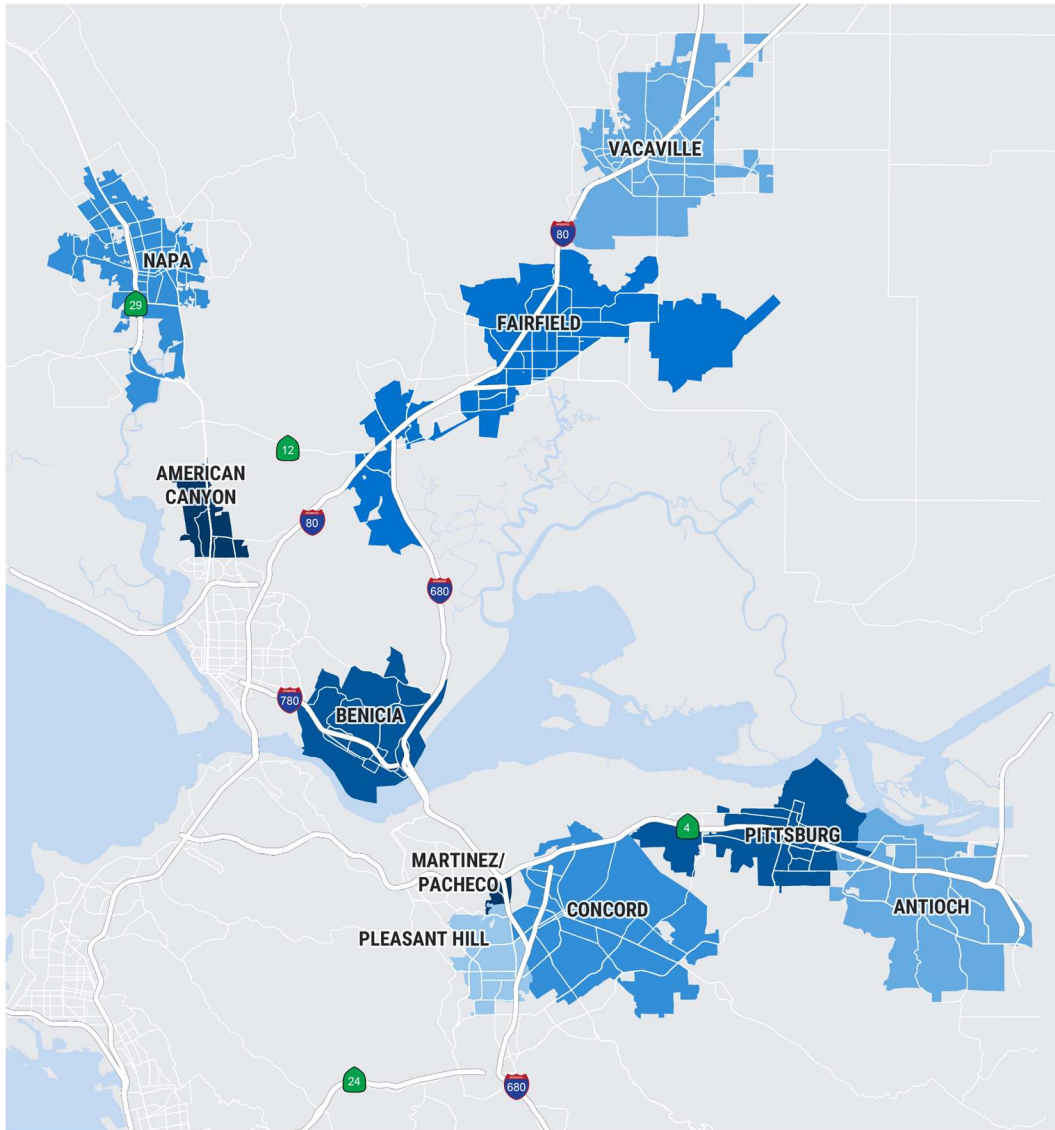 VACAVILLE
80
NAPA
29
FAIRFIELD
12
AMERICAN
CANYON
80
680
780
BENICIA
4
PITTSBURG
MARTINEZ/
PACHECO
CONCORD
ANTIOCH
PLEASANT HILL
24
680